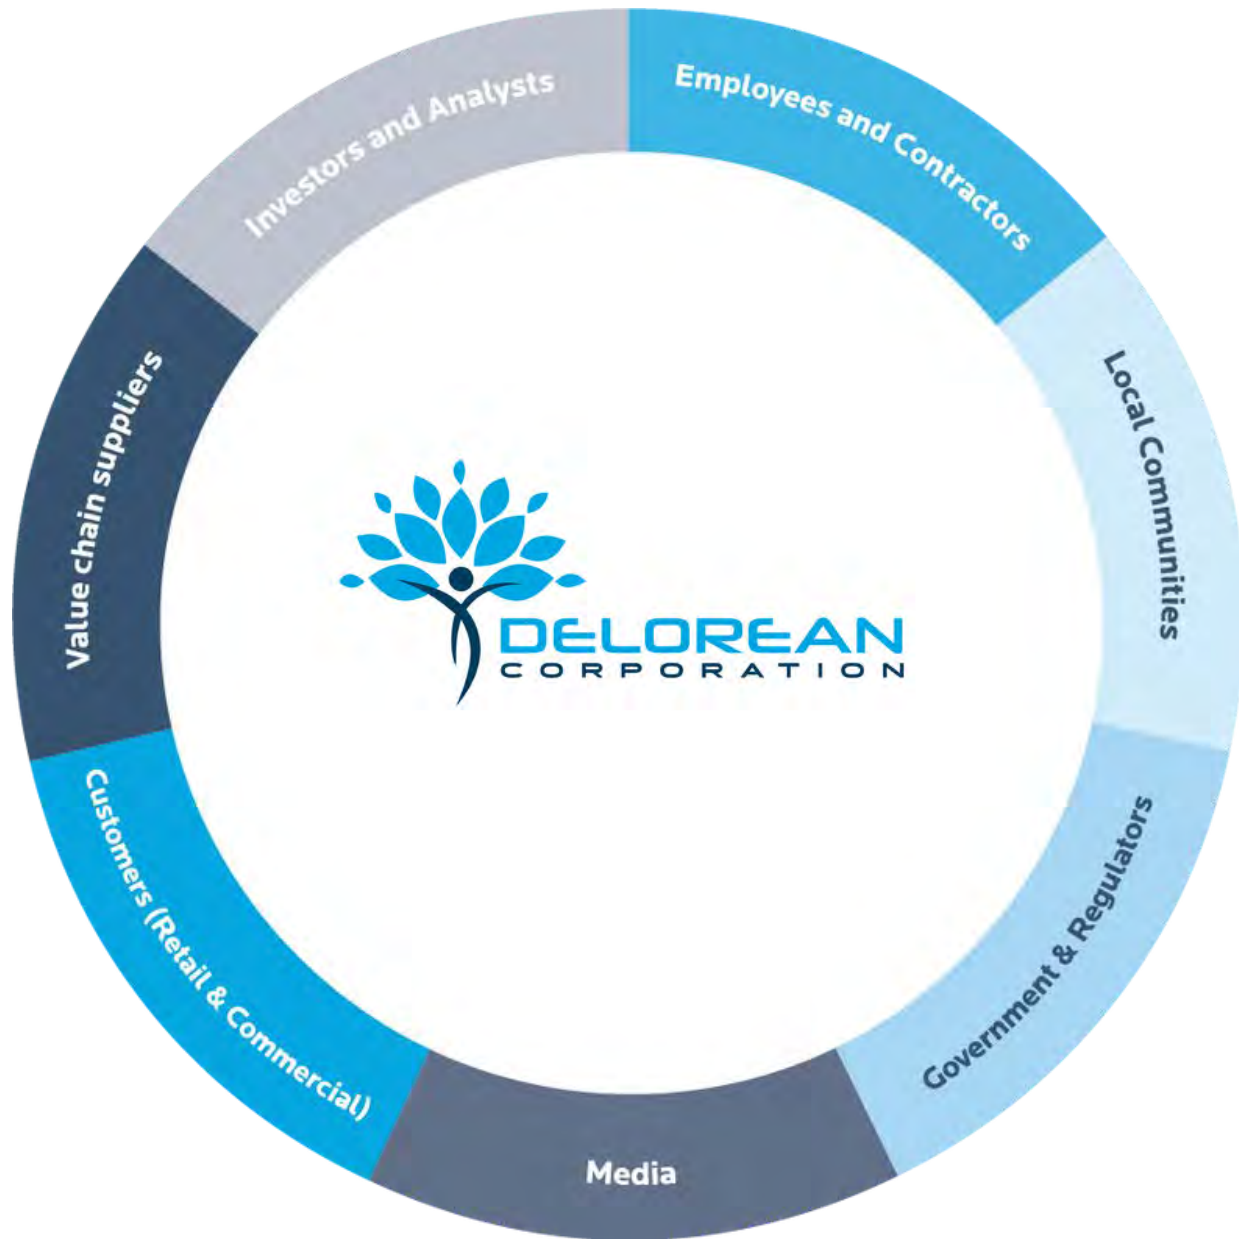 Employees and Contractors
Local Communities
Government & Regulators
Media
Customers (Retail & Commercial)
Value chain suppliers
Investors and Analysts
DELOREAN
CORPORATION